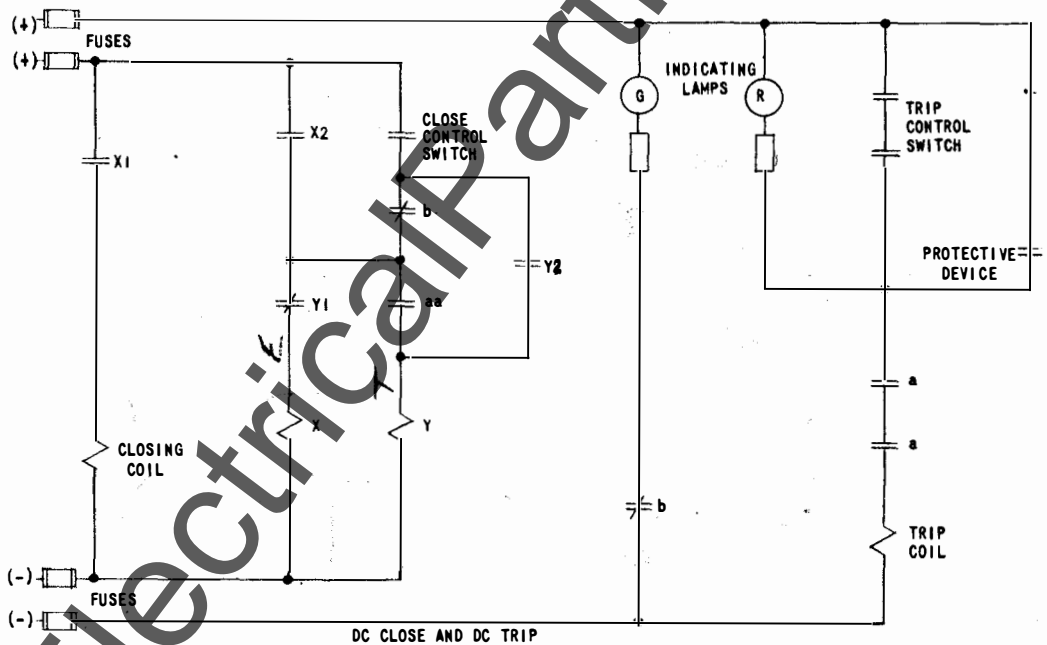 (+)
FUSES
(+)
X1
X2
CLOSE
CONTROL
SWITCH
b
Y2
Y1
aa
X
Y
CLOSING
COIL
(-)
FUSES
(-)
INDICATING
LAMPS
G
R
TRIP
CONTROL
SWITCH
PROTECTIVE
DEVICE
a
a
b
TRIP
COIL
DC CLOSE AND DC TRIP